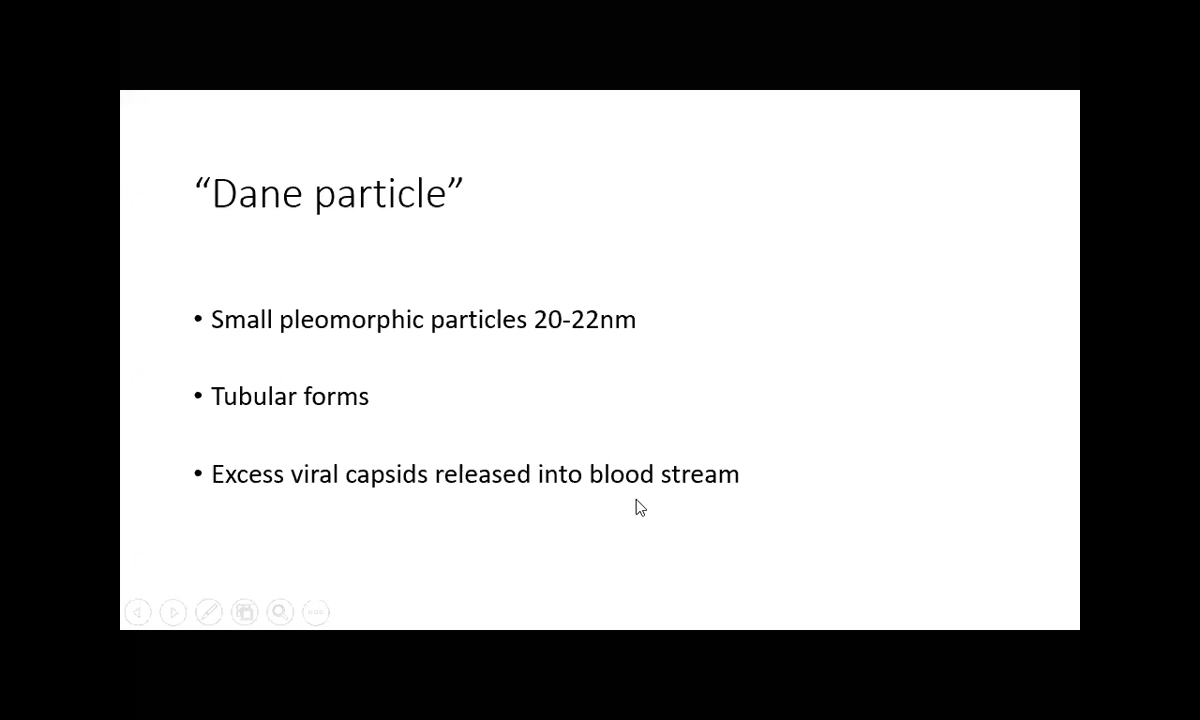 “Dane particle”
• Small pleomorphic particles 20-22nm
• Tubular forms
• Excess viral capsids released into blood stream